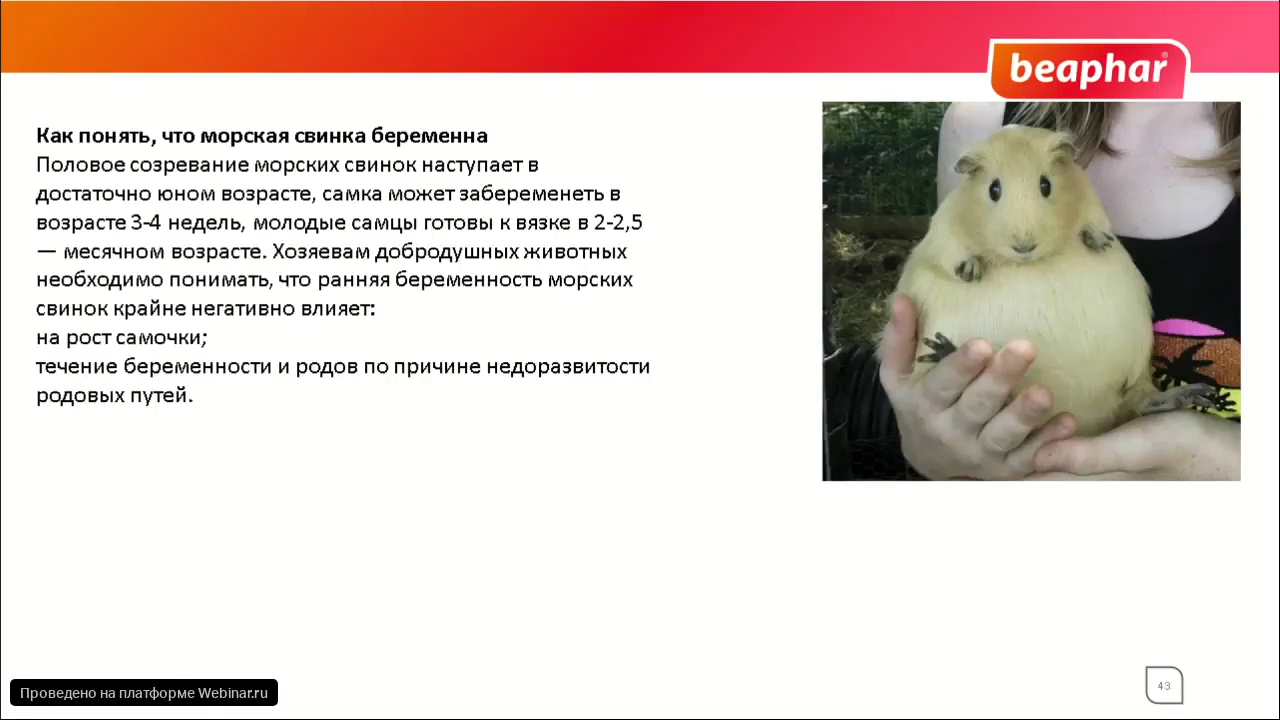 beaphar
Как понять, что морская свинка беременна
Половое созревание морских свинок наступает в
достаточно юном возрасте, самка может забеременеть в
возрасте 3-4 недель, молодые самцы готовы к вязке в 2-2,5
— месячном возрасте. Хозяевам добродушных животных
необходимо понимать, что ранняя беременность морских
свинок крайне негативно влияет:
на рост самочки;
течение беременности и родов по причине недоразвитости
родовых путей.
Проведено на платформе Webinar.ru
43